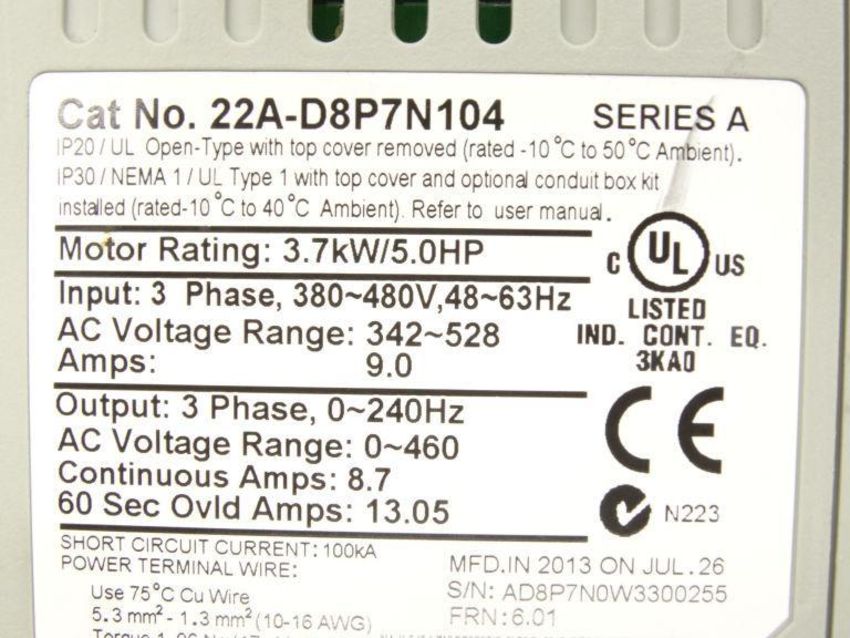 Cat No. 22A-D8P7N104 SERIES A
IP20 / UL Open-Type with top cover removed (rated -10°C to 50°C Ambient).
IP30 / NEMA 1 / UL Type 1 with top cover and optional conduit box kit
installed (rated-10°C to 40°C Ambient). Refer to user manual.
Motor Rating: 3.7kW/5.0HP
C UL US
LISTED
IND. CONT. EQ.
3KA0
Input: 3 Phase, 380~480V,48~63Hz
AC Voltage Range: 342~528
Amps: 9.0
CE
Output: 3 Phase, 0~240Hz
AC Voltage Range: 0~460
Continuous Amps: 8.7
60 Sec Ovld Amps: 13.05
N223
SHORT CIRCUIT CURRENT: 100kA
POWER TERMINAL WIRE:
Use 75°C Cu Wire
5.3 mm² - 1.3 mm² (10-16 AWG)
MFD.IN 2013 ON JUL.26
S/N: AD8P7N0W3300255
FRN:6.01